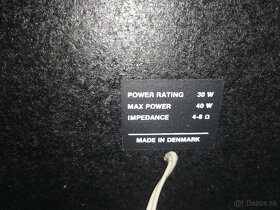 POWER RATING 30 W
MAX POWER 40 W
IMPEDANCE 4-8 Ω
MADE IN DENMARK
Bazos.sk